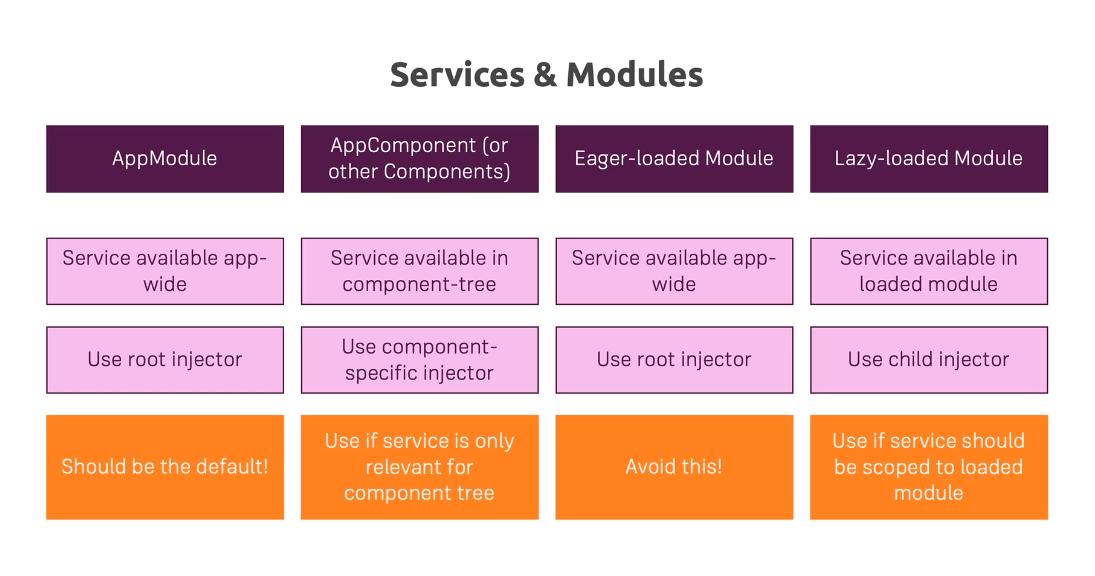 Services & Modules
AppModule
AppComponent (or
other Components)
Eager-loaded Module
Lazy-loaded Module
Service available app-
wide
Service available in
component-tree
Service available app-
wide
Service available in
loaded module
Use root injector
Use component-
specific injector
Use root injector
Use child injector
Should be the default!
Use if service is only
relevant for
component tree
Avoid this!
Use if service should
be scoped to loaded
module